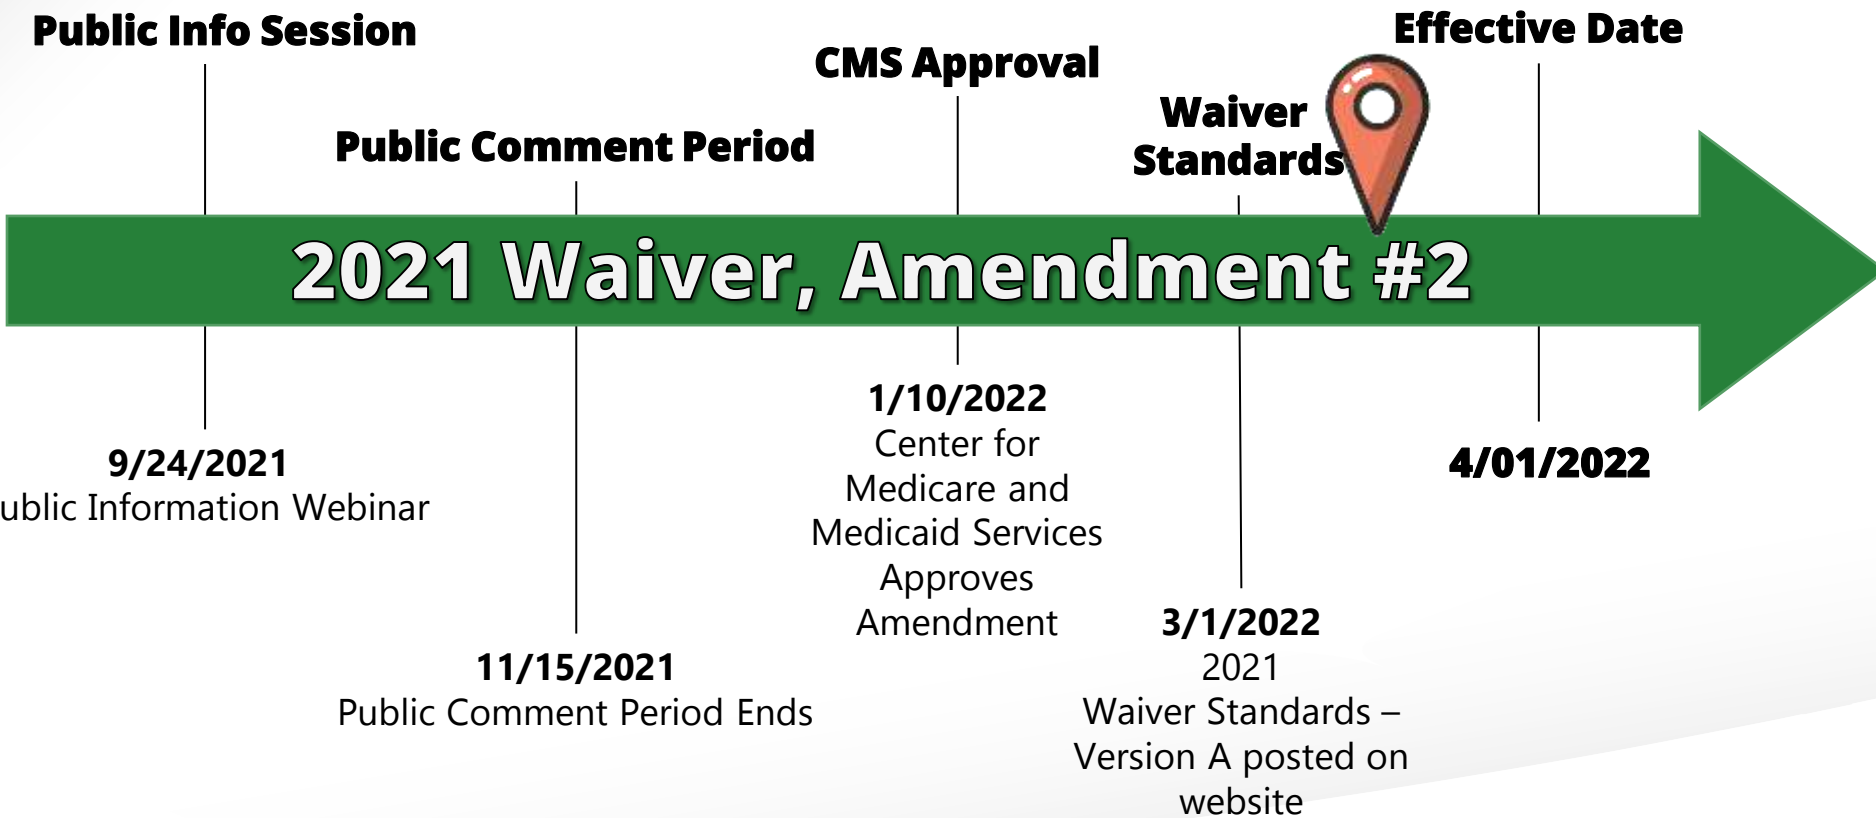 Public Info Session
Effective Date
CMS Approval
Waiver
Standards
Public Comment Period
2021 Waiver, Amendment #2
9/24/2021
ublic Information Webinar
11/15/2021
Public Comment Period Ends
1/10/2022
Center for
Medicare and
Medicaid Services
Approves
Amendment
3/1/2022
2021
Waiver Standards –
Version A posted on
website
4/01/2022